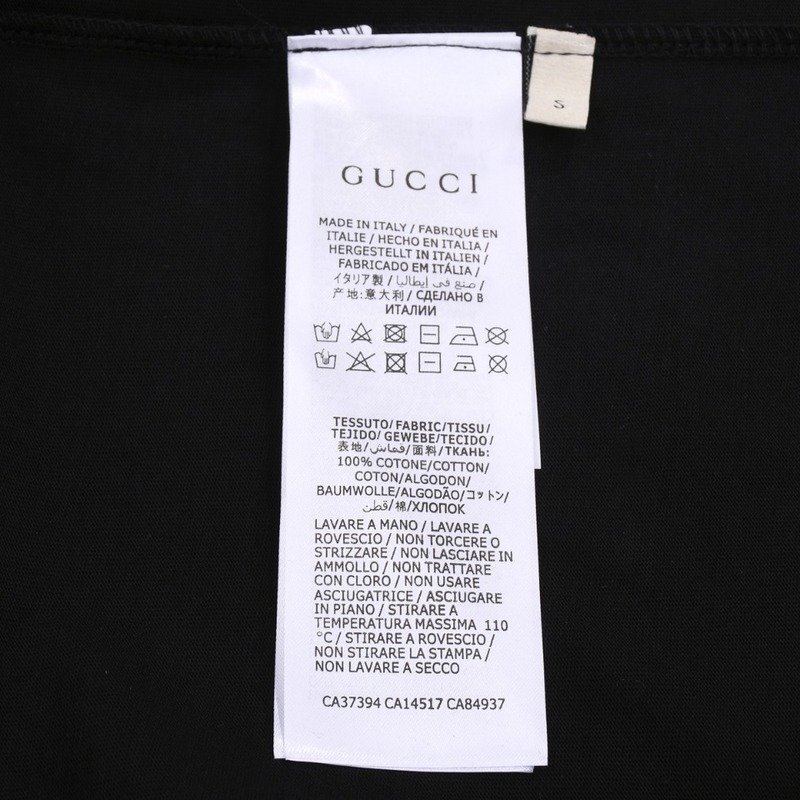 S
GUCCI
MADE IN ITALY / FABRIQUÉ EN
ITALIE / HECHO EN ITALIA /
HERGESTELLT IN ITALIEN /
FABRICADO EM ITÁLIA /
イタリア製 / صنع في إيطاليا /
产地:意大利 / СДЕЛАНО В
ИТАЛИИ
TESSUTO/FABRIC/TISSU/
TEJIDO/GEWEBE/TECIDO/
表地/قماش/面料/ТКАНЬ:
100% COTONE/COTTON/
COTON/ALGODON/
BAUMWOLLE/ALGODÃO/コットン/
قطن/棉/ХЛОПОК
LAVARE A MANO / LAVARE A
ROVESCIO / NON TORCERE O
STRIZZARE / NON LASCIARE IN
AMMOLLO / NON TRATTARE
CON CLORO / NON USARE
ASCIUGATRICE / ASCIUGARE
IN PIANO / STIRARE A
TEMPERATURA MASSIMA 110
°C / STIRARE A ROVESCIO /
NON STIRARE LA STAMPA /
NON LAVARE A SECCO
CA37394 CA14517 CA84937